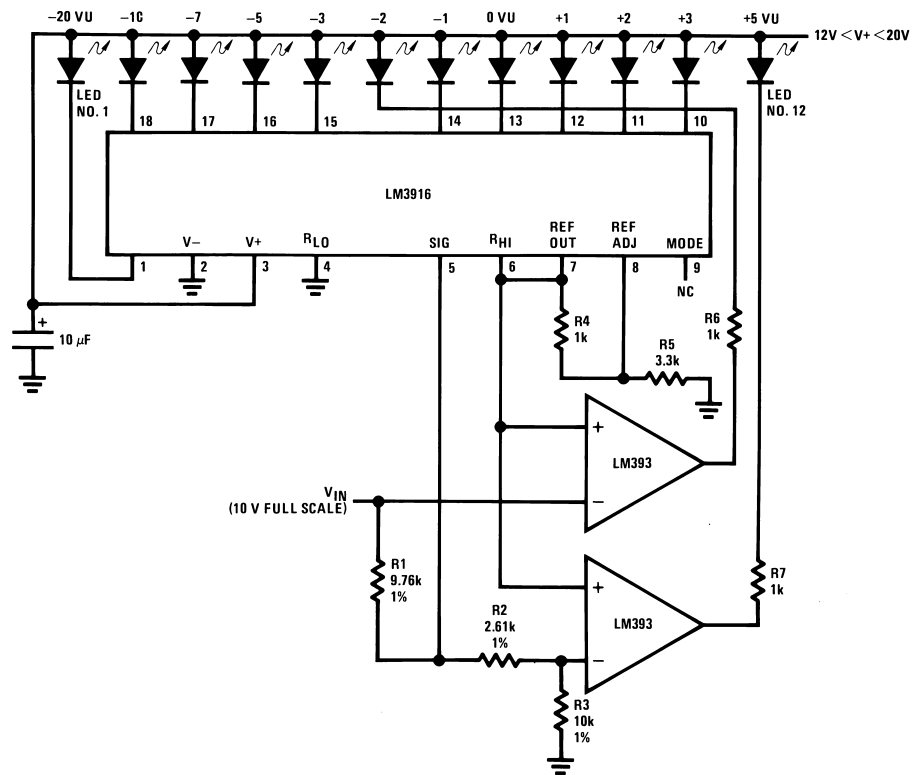 −20 VU −1C −7 −5 −3 −2 −1 0 VU +1 +2 +3 +5 VU
12V < V+ < 20V
LED
NO. 1
LED
NO. 12
18 17 16 15 14 13 12 11 10
LM3916
V− V+ RLO SIG RHI REF OUT REF ADJ MODE
1 2 3 4 5 6 7 8 9
NC
+
10 µF
R4
1k
R5
3.3k
R6
1k
+
LM393
−
VIN
(10 V FULL SCALE)
R1
9.76k
1%
R2
2.61k
1%
+
LM393
−
R7
1k
R3
10k
1%